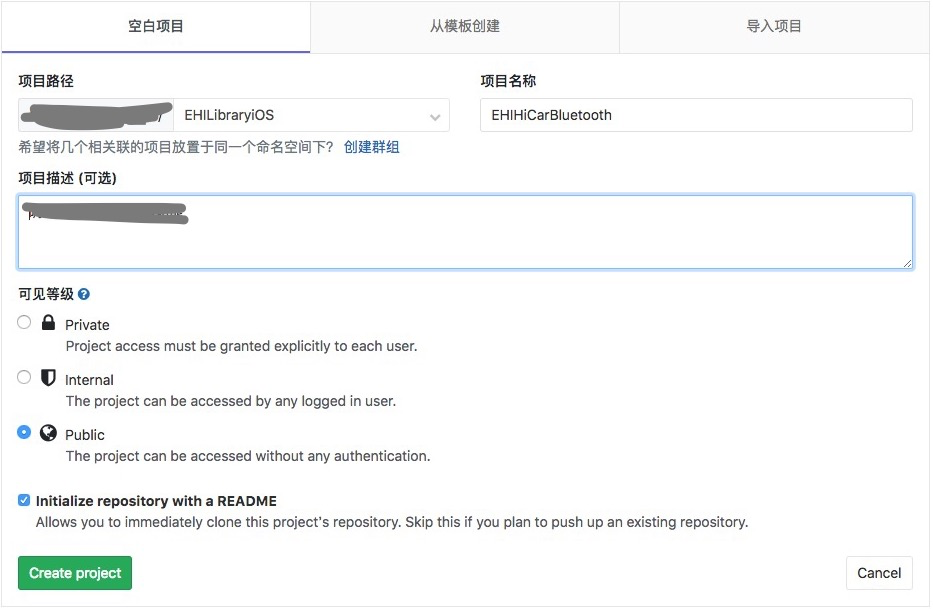 空白项目
从模板创建
导入项目
项目路径
项目名称
/ EHILibraryiOS
EHIHiCarBluetooth
希望将几个相关联的项目放置于同一个命名空间下? 创建群组
项目描述 (可选)
可见等级 ?
Private
Project access must be granted explicitly to each user.
Internal
The project can be accessed by any logged in user.
Public
The project can be accessed without any authentication.
Initialize repository with a README
Allows you to immediately clone this project's repository. Skip this if you plan to push up an existing repository.
Create project
Cancel